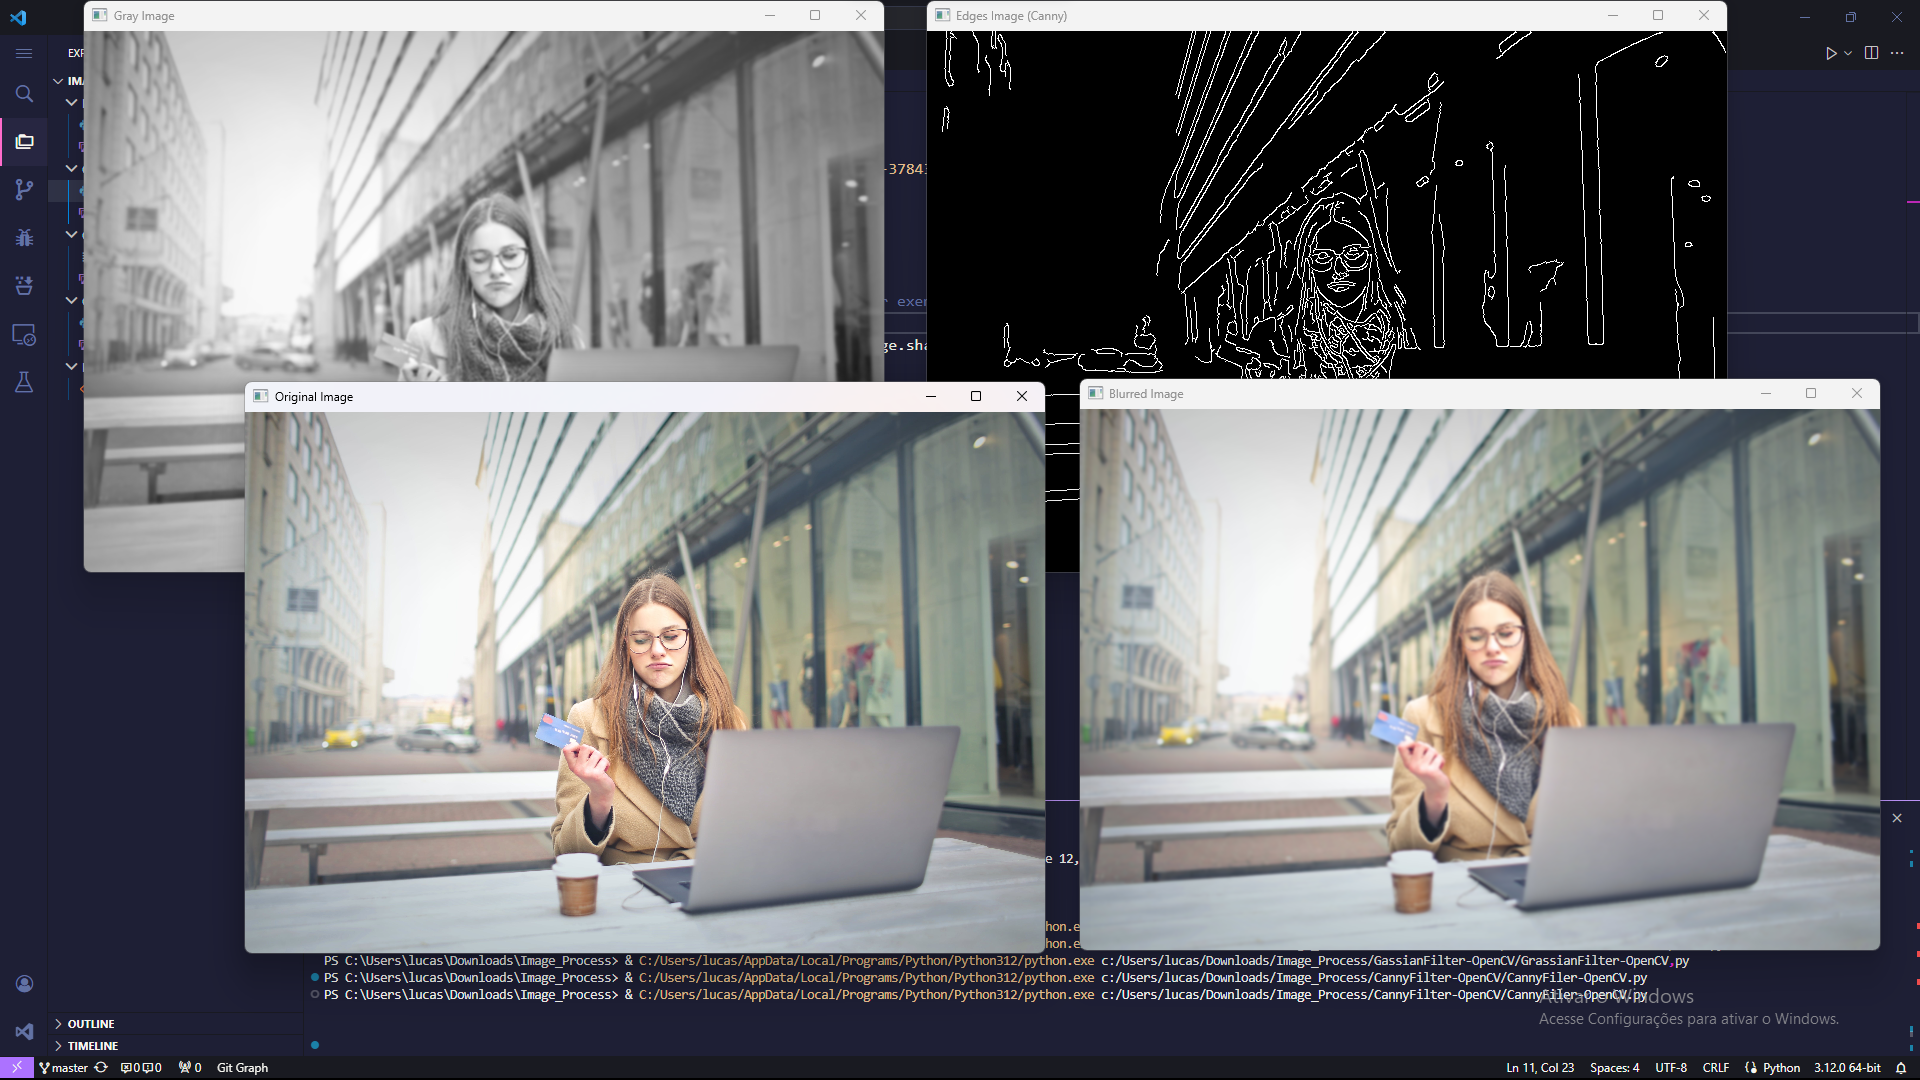 Gray Image
Edges Image (Canny)
EXP
IMA
-3784
r exer
ge.sha
Original Image
Blurred Image
e 12,
hon.e
hon.e
PS C:\Users\lucas\Downloads\Image_Process> & C:/Users/lucas/AppData/Local/Programs/Python/Python312/python.exe c:/Users/lucas/Downloads/Image_Process/GassianFilter-OpenCV/GrassianFilter-OpenCV.py
PS C:\Users\lucas\Downloads\Image_Process> & C:/Users/lucas/AppData/Local/Programs/Python/Python312/python.exe c:/Users/lucas/Downloads/Image_Process/CannyFilter-OpenCV/CannyFiler-OpenCV.py
PS C:\Users\lucas\Downloads\Image_Process> & C:/Users/lucas/AppData/Local/Programs/Python/Python312/python.exe c:/Users/lucas/Downloads/Image_Process/CannyFilter-OpenCV/CannyFiler-OpenCV.py
Ativar o Windows
Acesse Configurações para ativar o Windows.
OUTLINE
TIMELINE
master 0 0 0 Git Graph Ln 11, Col 23 Spaces: 4 UTF-8 CRLF Python 3.12.0 64-bit